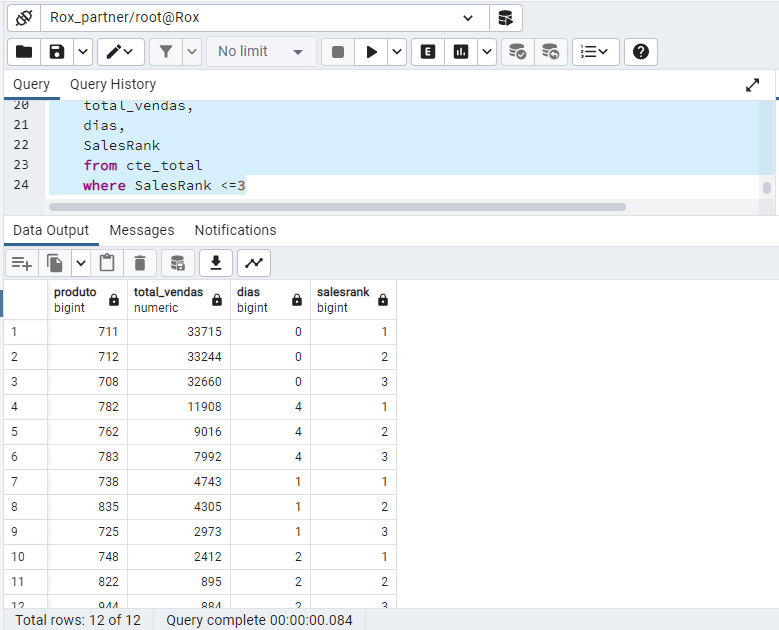 Rox_partner/root@Rox
No limit
E
Query Query History
20 total_vendas,
21 dias,
22 SalesRank
23 from cte_total
24 where SalesRank <=3
Data Output Messages Notifications
produto total_vendas dias salesrank
bigint numeric bigint bigint
1 711 33715 0 1
2 712 33244 0 2
3 708 32660 0 3
4 782 11908 4 1
5 762 9016 4 2
6 783 7992 4 3
7 738 4743 1 1
8 835 4305 1 2
9 725 2973 1 3
10 748 2412 2 1
11 822 895 2 2
12 944 884 2 3
Total rows: 12 of 12 Query complete 00:00:00.084